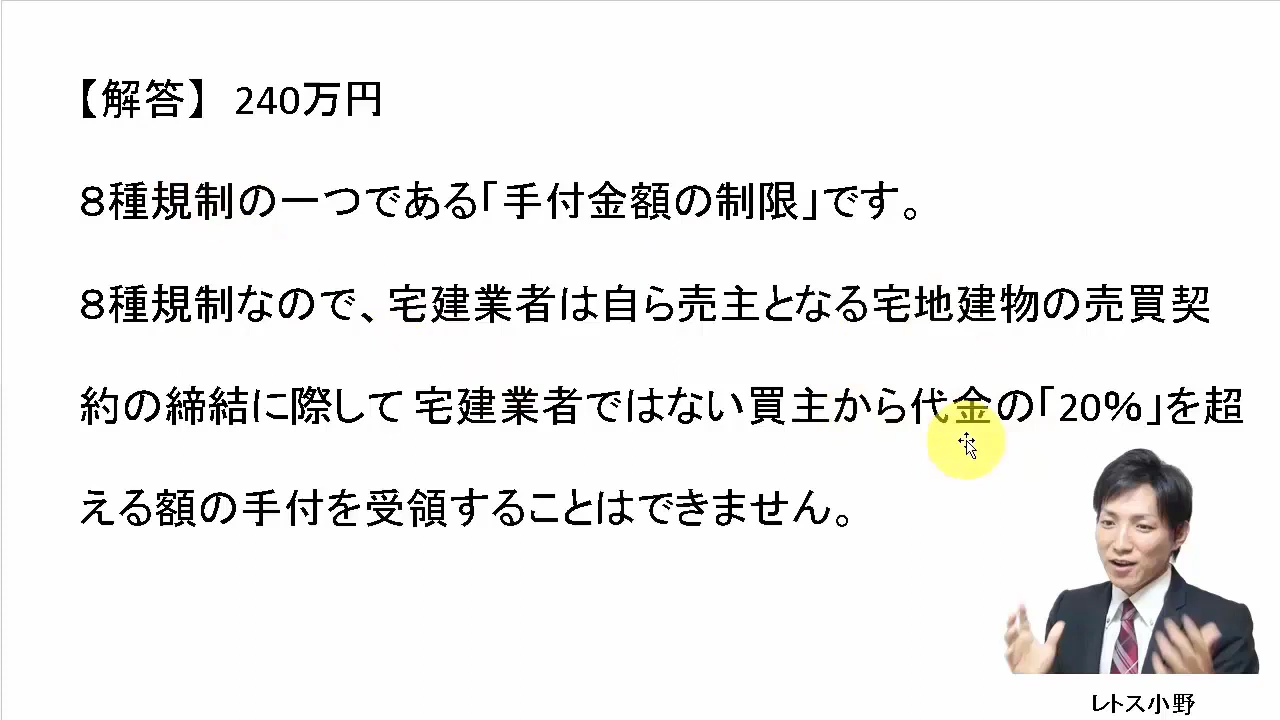 【解答】 240万円
８種規制の一つである「手付金額の制限」です。
８種規制なので、宅建業者は自ら売主となる宅地建物の売買契
約の締結に際して 宅建業者ではない買主から代金の「20%」を超
える額の手付を受領することはできません。
レトス小野